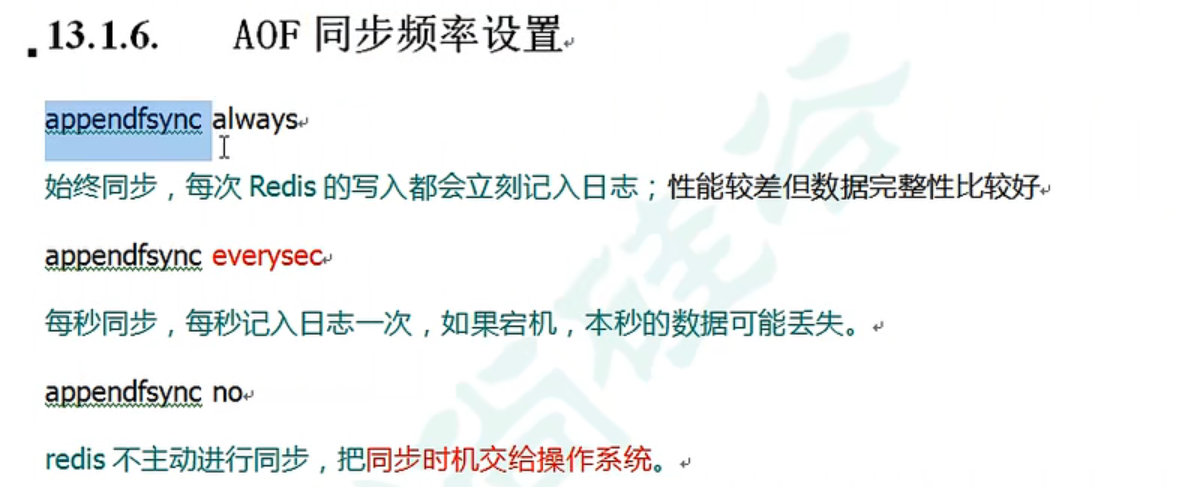 13.1.6. AOF 同步频率设置
appendfsync always
始终同步，每次 Redis 的写入都会立刻记入日志；性能较差但数据完整性比较好
appendfsync everysec
每秒同步，每秒记入日志一次，如果宕机，本秒的数据可能丢失。
appendfsync no
redis 不主动进行同步，把同步时机交给操作系统。
尚硅谷